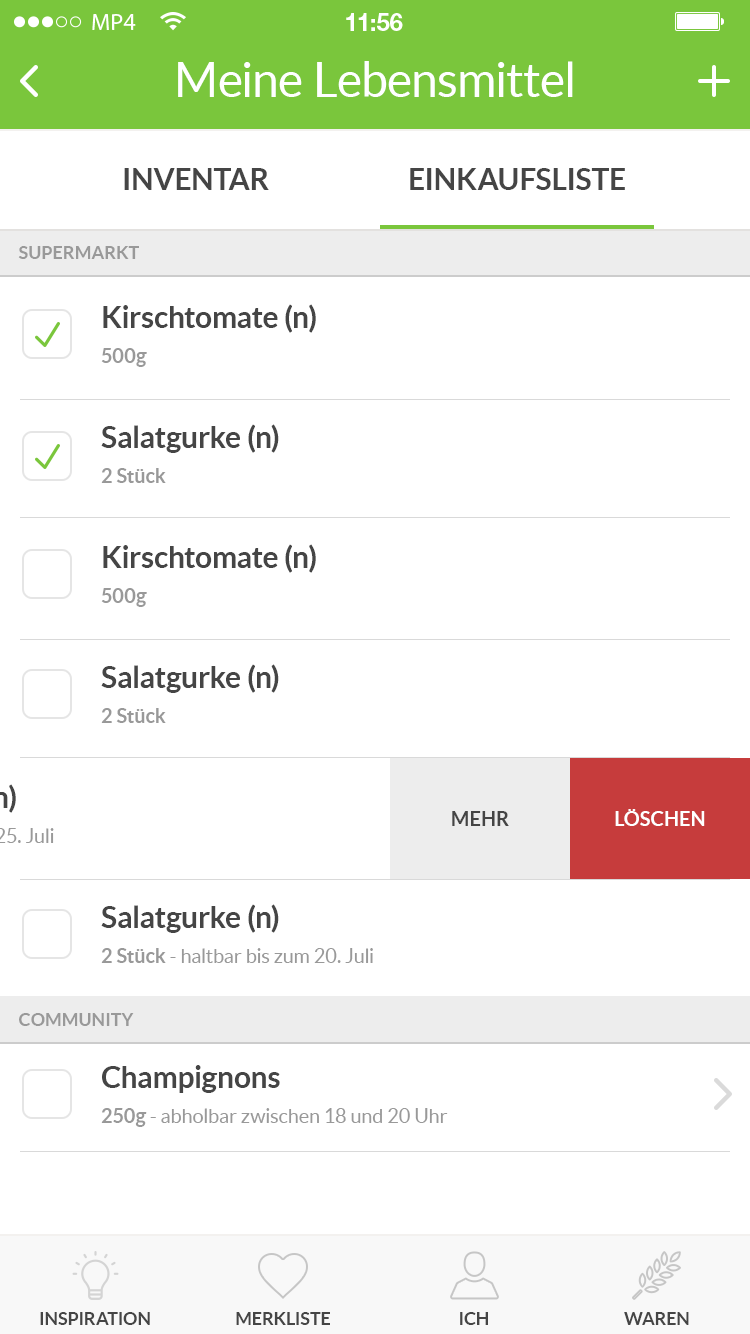 MP4 11:56
Meine Lebensmittel
INVENTAR EINKAUFSLISTE
SUPERMARKT
Kirschtomate (n)
500g
Salatgurke (n)
2 Stück
Kirschtomate (n)
500g
Salatgurke (n)
2 Stück
n)
25. Juli
MEHR LÖSCHEN
Salatgurke (n)
2 Stück - haltbar bis zum 20. Juli
COMMUNITY
Champignons
250g - abholbar zwischen 18 und 20 Uhr
INSPIRATION MERKLISTE ICH WAREN